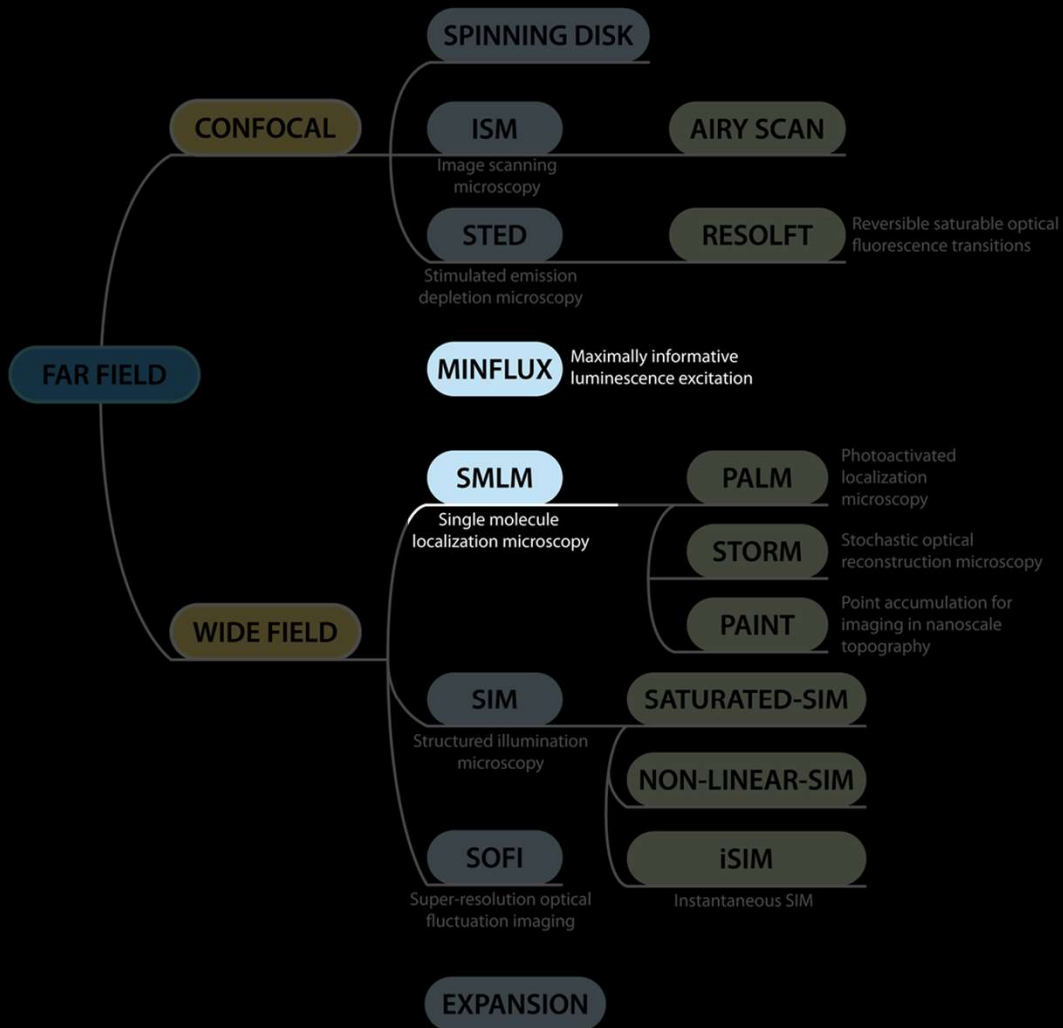 SPINNING DISK
CONFOCAL
ISM
AIRY SCAN
Image scanning
microscopy
STED
RESOLFT
Reversible saturable optical
fluorescence transitions
Stimulated emission
depletion microscopy
FAR FIELD
MINFLUX
Maximally informative
luminescence excitation
SMLM
Single molecule
localization microscopy
PALM
Photoactivated
localization
microscopy
STORM
Stochastic optical
reconstruction microscopy
PAINT
Point accumulation for
imaging in nanoscale
topography
WIDE FIELD
SIM
Structured illumination
microscopy
SATURATED-SIM
NON-LINEAR-SIM
iSIM
Instantaneous SIM
SOFI
Super-resolution optical
fluctuation imaging
EXPANSION